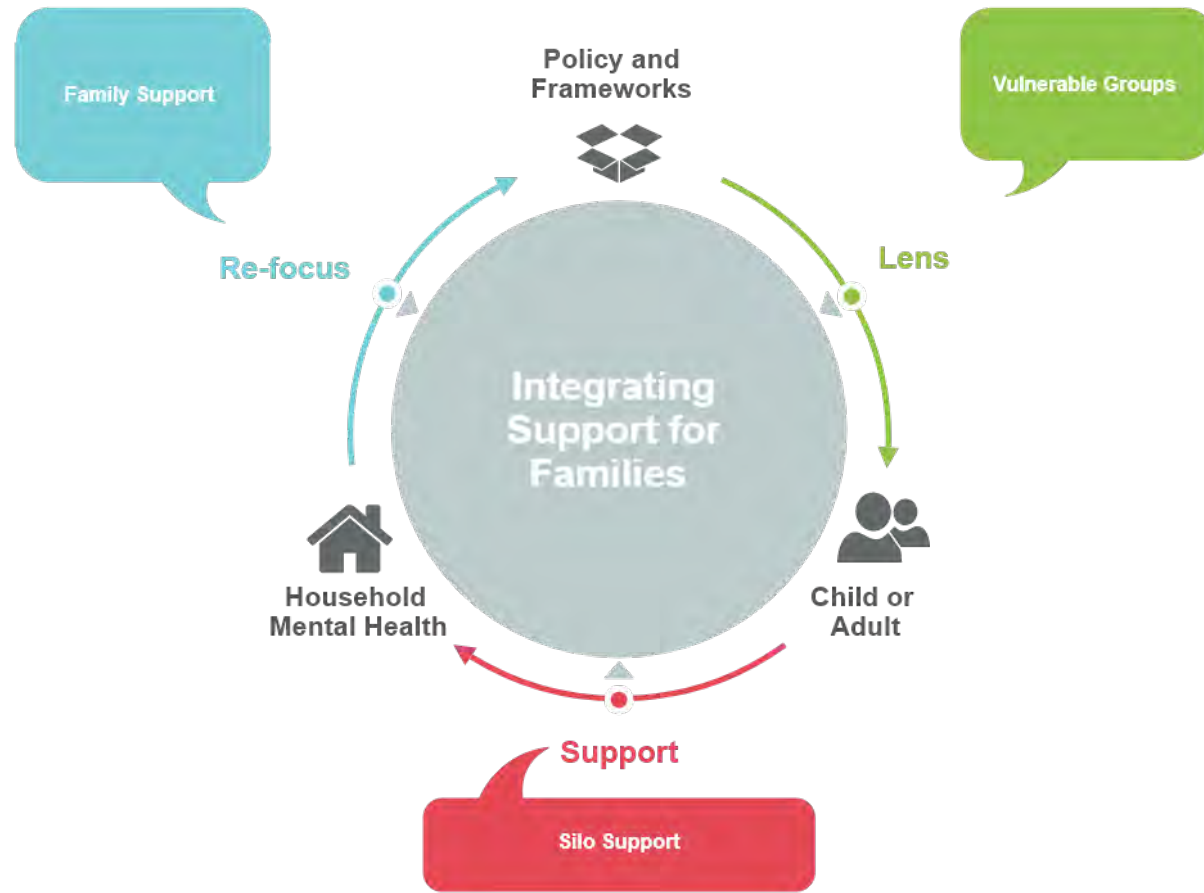 Policy and
Frameworks
Family Support
Vulnerable Groups
Re-focus
Lens
Integrating
Support for
Families
Household
Mental Health
Child or
Adult
Support
Silo Support